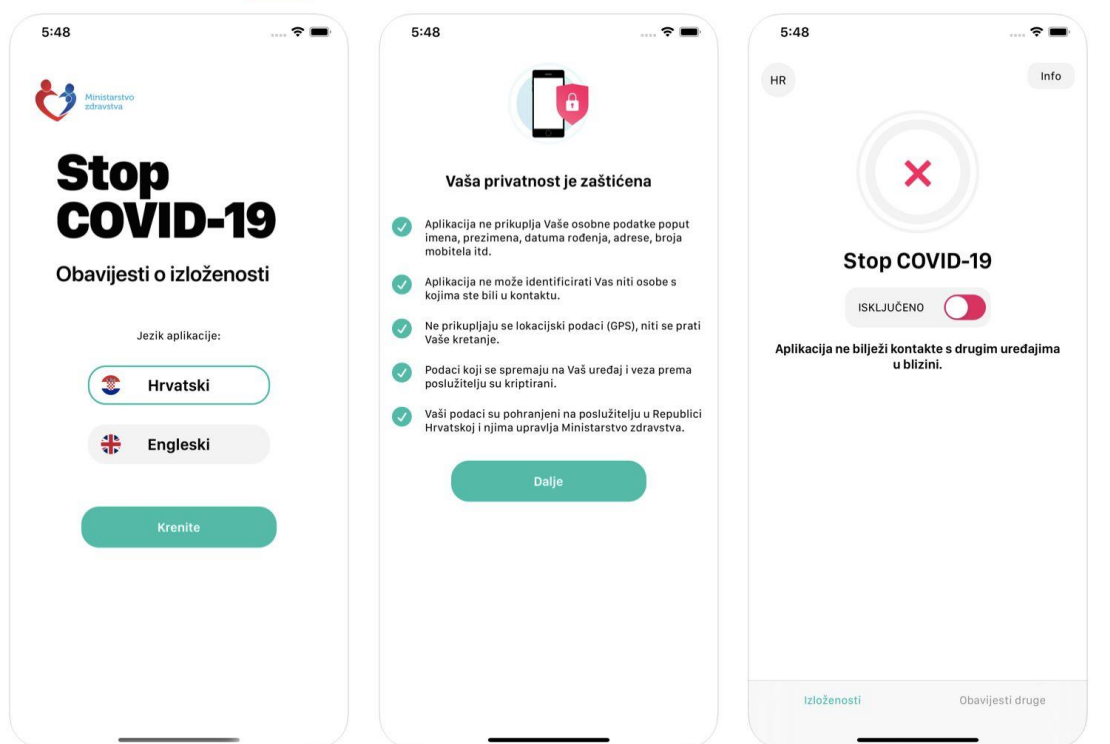 5:48
Ministarstvo
zdravstva
Stop
COVID-19
Obavijesti o izloženosti
Jezik aplikacije:
Hrvatski
Engleski
Krenite
5:48
Vaša privatnost je zaštićena
Aplikacija ne prikuplja Vaše osobne podatke poput
imena, prezimena, datuma rođenja, adrese, broja
mobitela itd.
Aplikacija ne može identificirati Vas niti osobe s
kojima ste bili u kontaktu.
Ne prikupljaju se lokacijski podaci (GPS), niti se prati
Vaše kretanje.
Podaci koji se spremaju na Vaš uređaj i veza prema
poslužitelju su kriptirani.
Vaši podaci su pohranjeni na poslužitelju u Republici
Hrvatskoj i njima upravlja Ministarstvo zdravstva.
Dalje
5:48
HR
Info
Stop COVID-19
ISKLJUČENO
Aplikacija ne bilježi kontakte s drugim uređajima
u blizini.
Izloženosti
Obavijesti druge